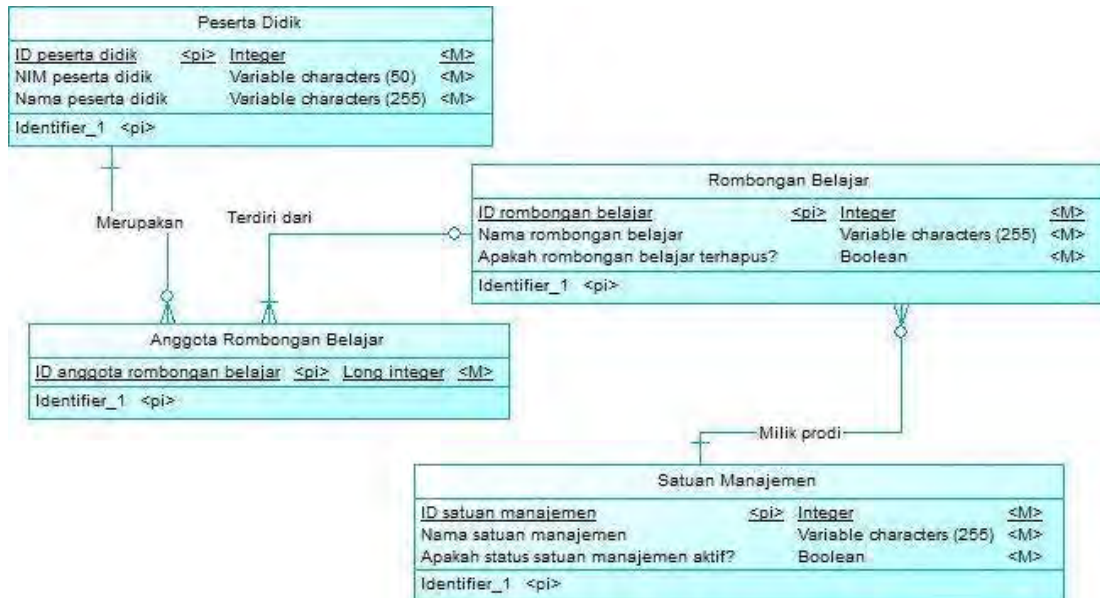 Peserta Didik
ID peserta didik <pi> Integer <M>
NIM peserta didik Variable characters (50) <M>
Nama peserta didik Variable characters (255) <M>
Identifier_1 <pi>
Merupakan
Terdiri dari
Rombongan Belajar
ID rombongan belajar <pi> Integer <M>
Nama rombongan belajar Variable characters (255) <M>
Apakah rombongan belajar terhapus? Boolean <M>
Identifier_1 <pi>
Anggota Rombongan Belajar
ID anggota rombongan belajar <pi> Long integer <M>
Identifier_1 <pi>
Milik prodi
Satuan Manajemen
ID satuan manajemen <pi> Integer <M>
Nama satuan manajemen Variable characters (255) <M>
Apakah status satuan manajemen aktif? Boolean <M>
Identifier_1 <pi>